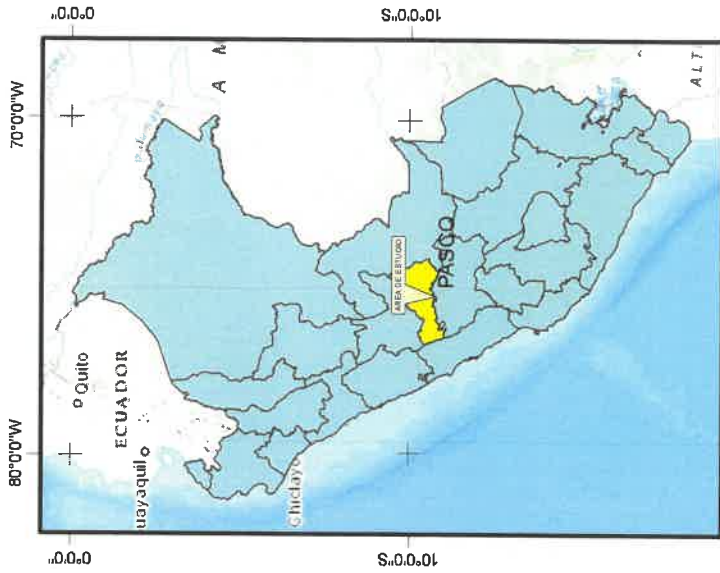 80°0'0"W
70°0'0"W
0°0'0"
0°0'0"
Quito
ECUADOR
uayaquil
Chiclayo
A M
AREA DE ESTUDIO
PASCO
10°0'0"S
10°0'0"S
ALT